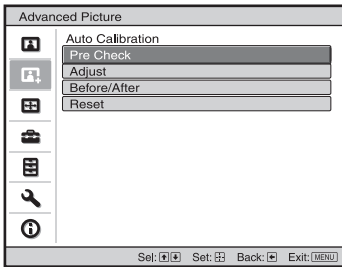 Advanced Picture
Auto Calibration
Pre Check
Adjust
Before/After
Reset
Sel: Set: Back: Exit: MENU